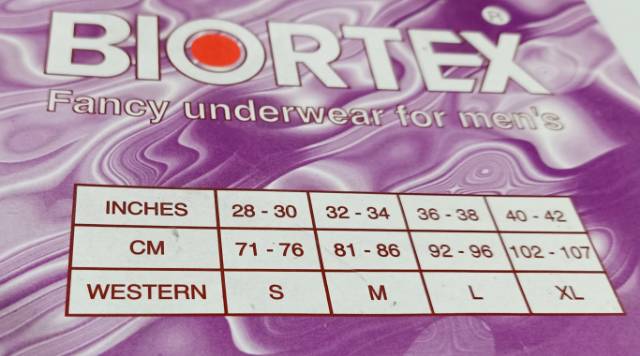 BIORTEX®
Fancy underwear for men's
INCHES 28 - 30 32 - 34 36 - 38 40 - 42
CM 71 - 76 81 - 86 92 - 96 102 - 107
WESTERN S M L XL